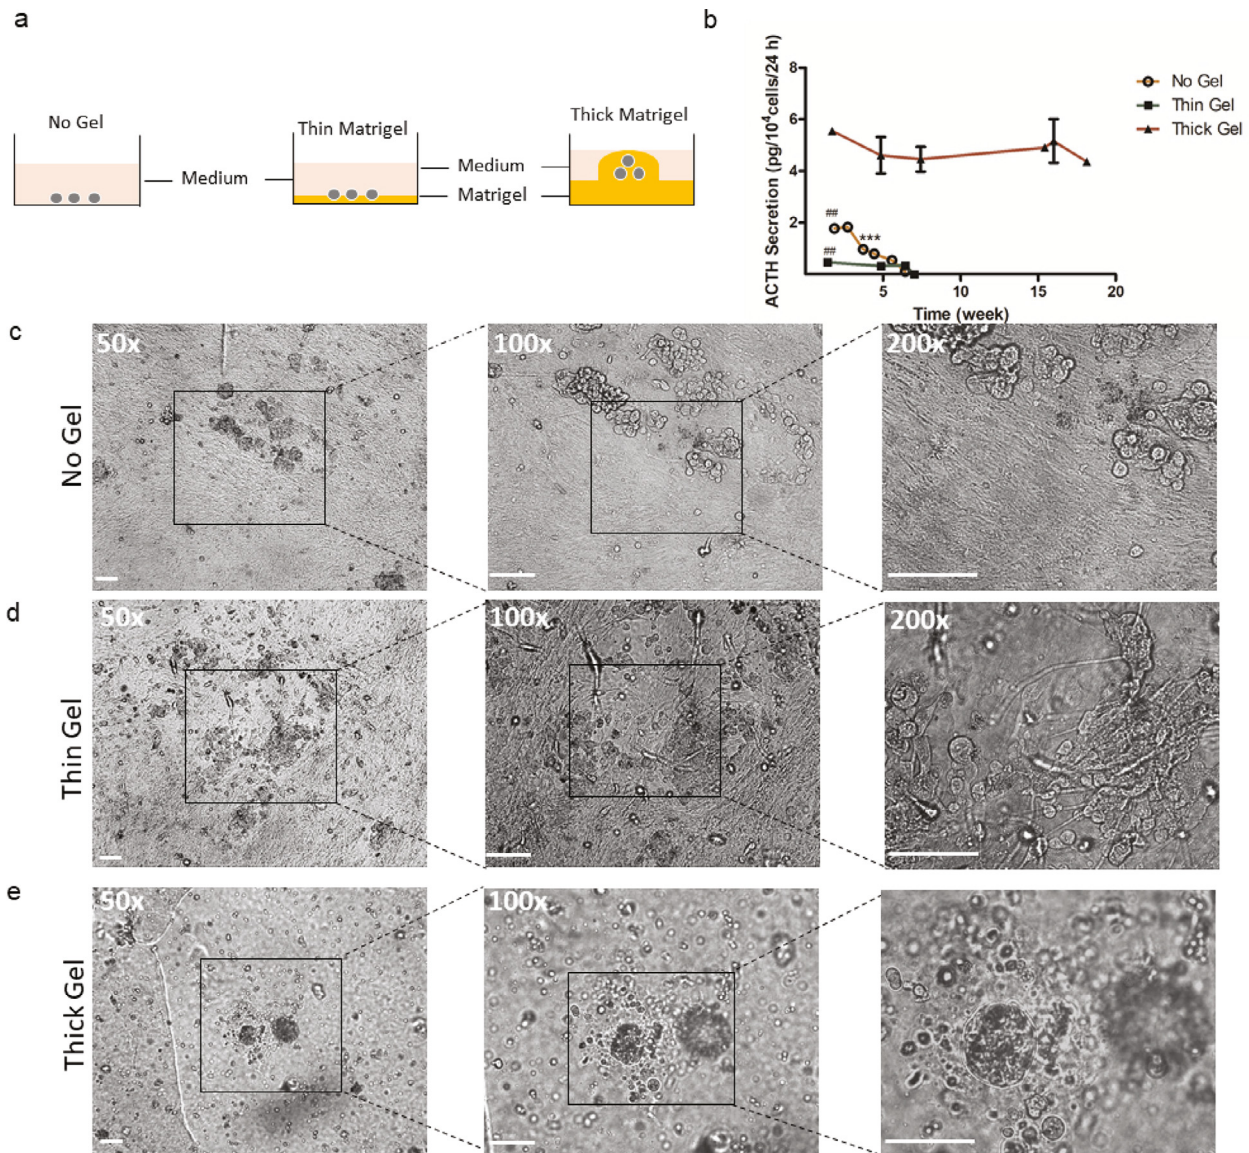 a
No Gel
Thin Matrigel
Thick Matrigel
Medium
Medium
Matrigel
b
ACTH Secretion (pg/10⁴cells/24 h)
8
6
4
2
##
##
***
5
10
15
20
Time (week)
No Gel
Thin Gel
Thick Gel
c
No Gel
50x
100x
200x
d
Thin Gel
50x
100x
200x
e
Thick Gel
50x
100x